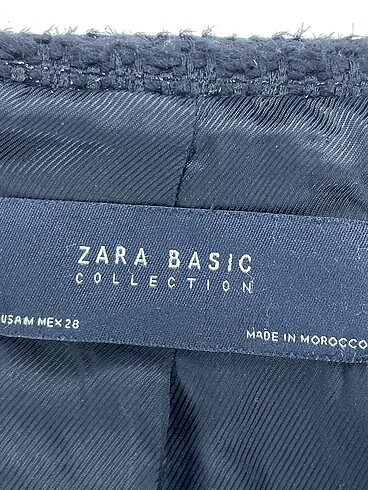 ZARA BASIC
COLLECTION
USA M MEX 28
MADE IN MOROCCO